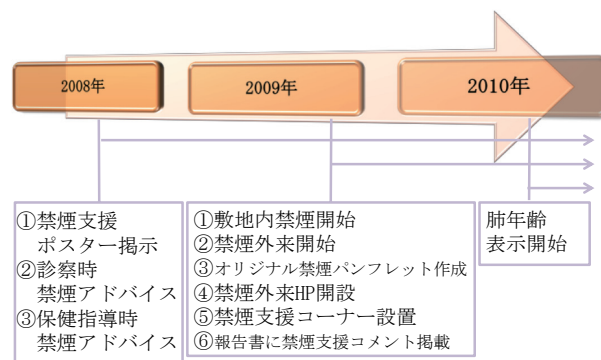 2008年
2009年
2010年
①禁煙支援
ポスター掲示
②診察時
禁煙アドバイス
③保健指導時
禁煙アドバイス
①敷地内禁煙開始
②禁煙外来開始
③オリジナル禁煙パンフレット作成
④禁煙外来HP開設
⑤禁煙支援コーナー設置
⑥報告書に禁煙支援コメント掲載
肺年齢
表示開始